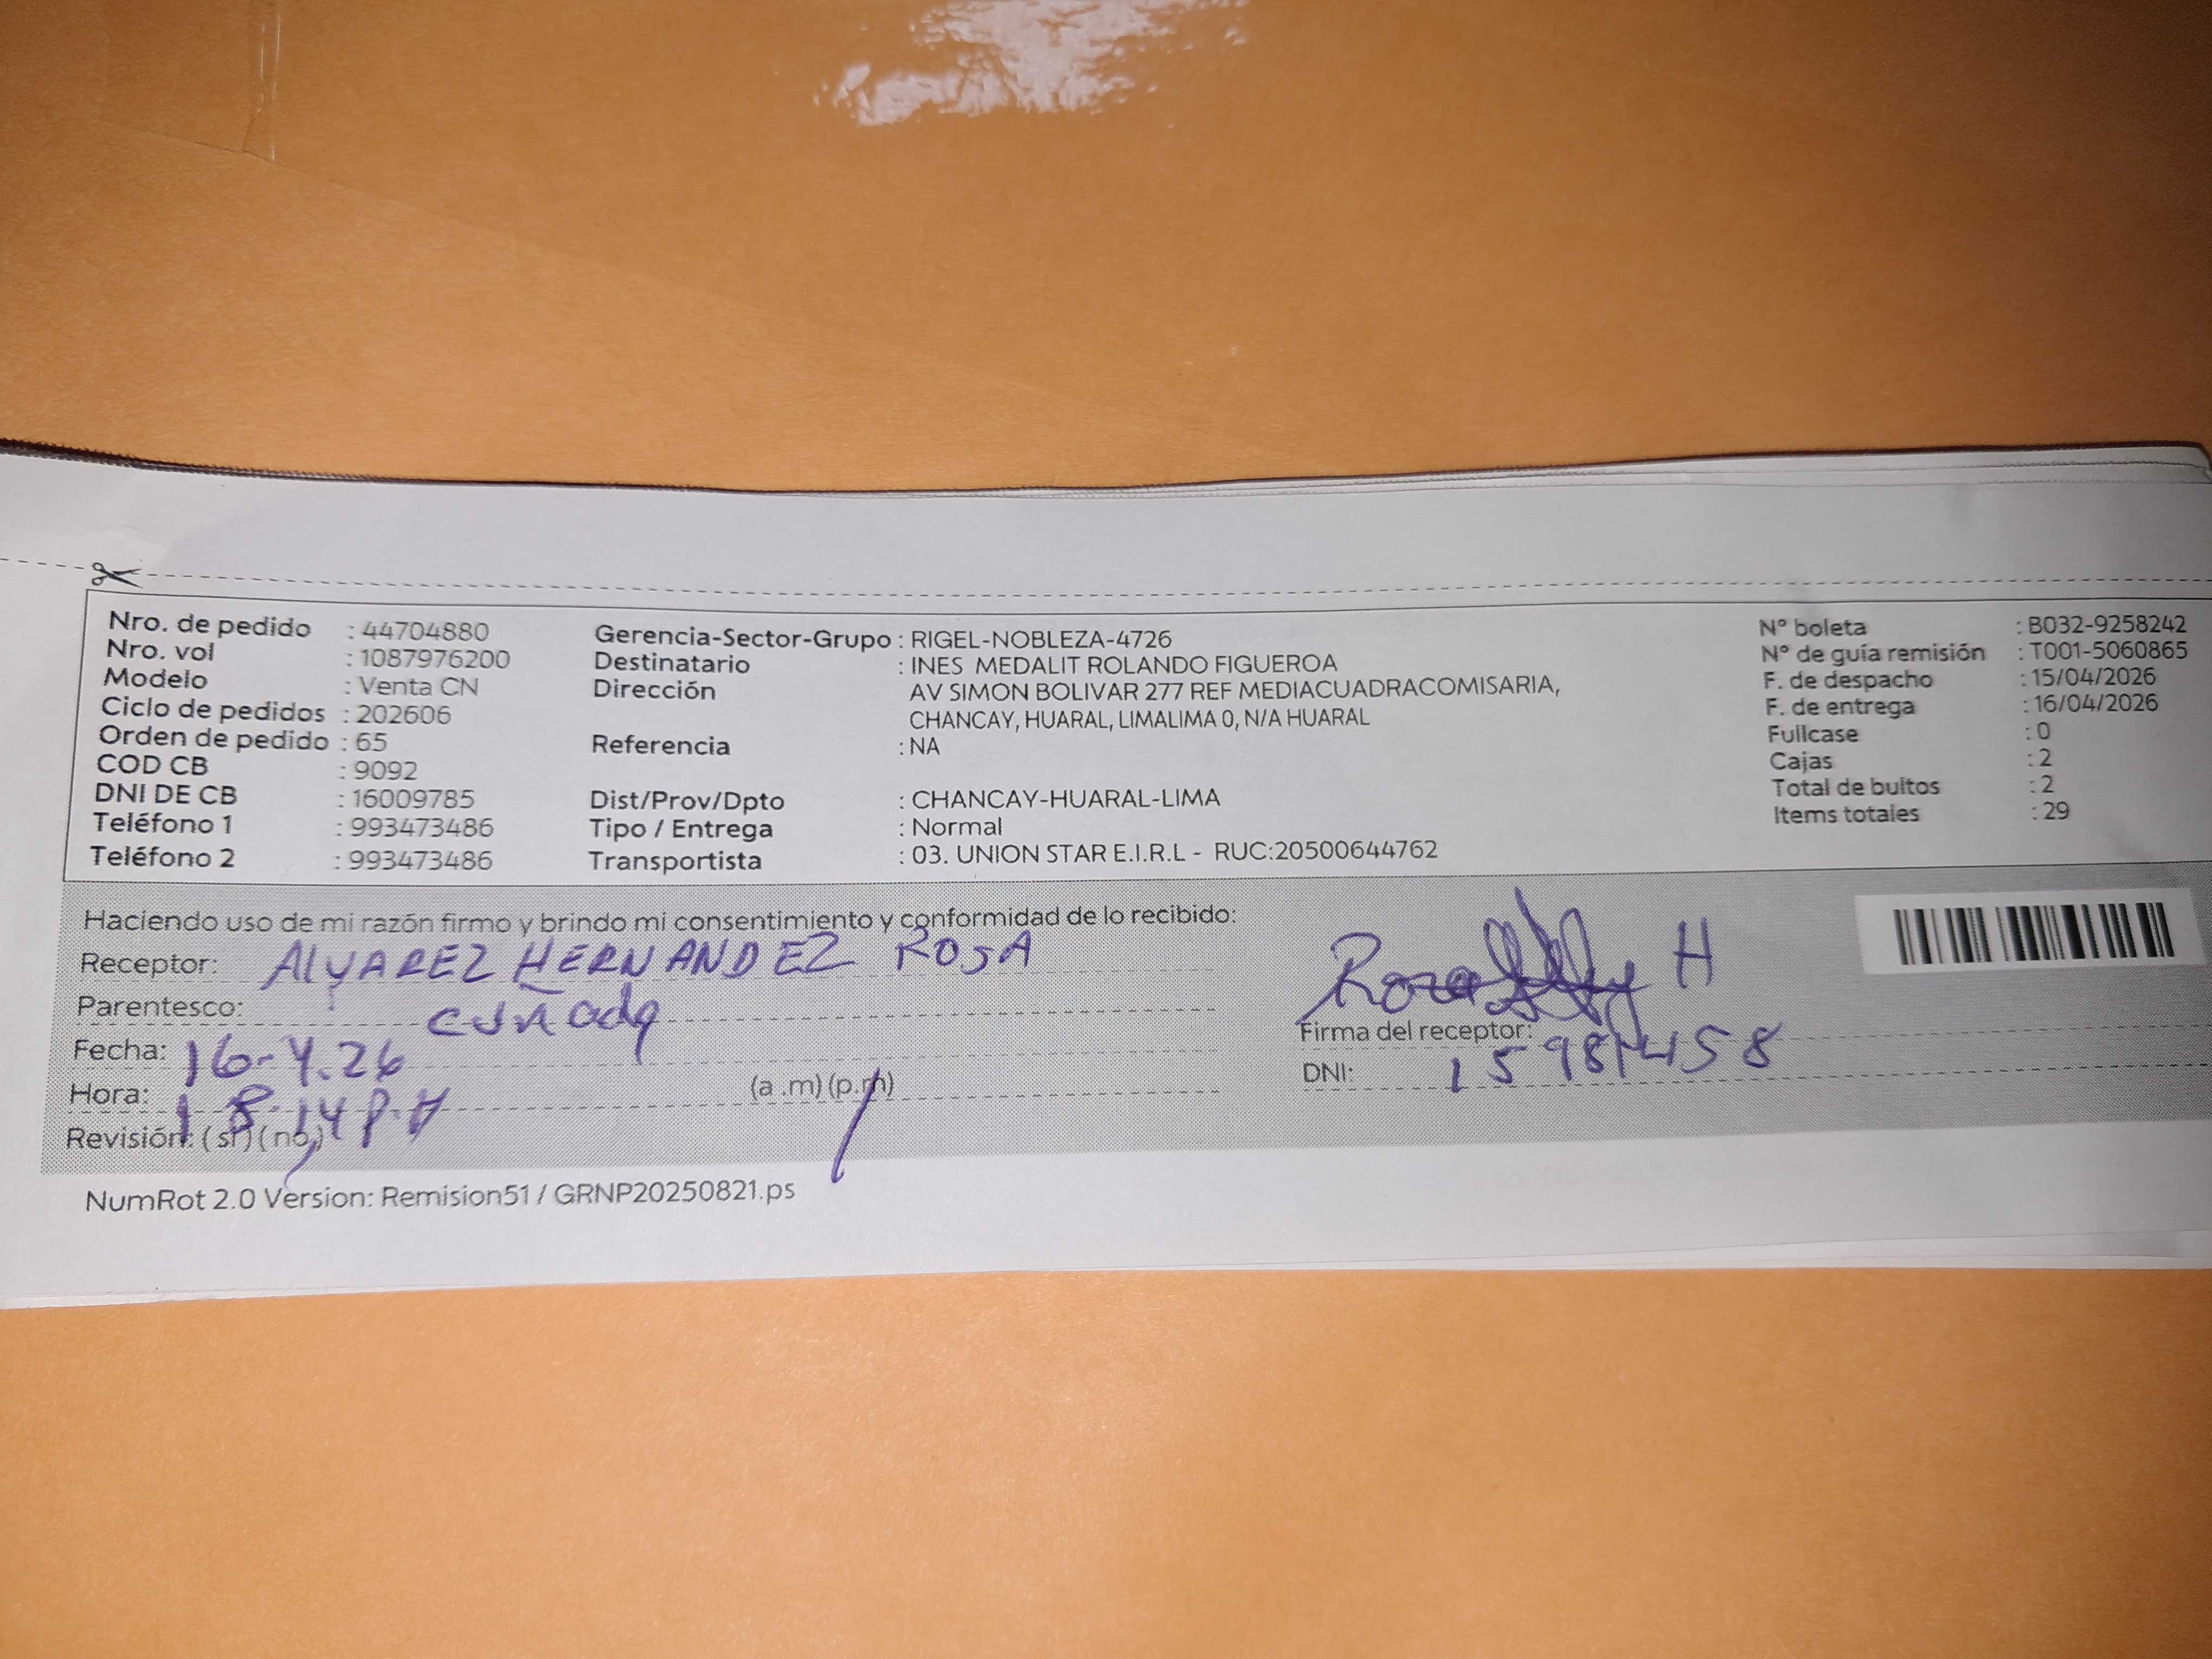 Nro. de pedido : 44704880
Nro. vol : 1087976200
Modelo : Venta CN
Ciclo de pedidos : 202606
Orden de pedido : 65
COD CB : 9092
DNI DE CB : 16009785
Teléfono 1 : 993473486
Teléfono 2 : 993473486
Gerencia-Sector-Grupo : RIGEL-NOBLEZA-4726
Destinatario : INES MEDALIT ROLANDO FIGUEROA
Dirección AV SIMON BOLIVAR 277 REF MEDIACUADRACOMISARIA,
CHANCAY, HUARAL, LIMALIMA 0, N/A HUARAL
Referencia : NA
Dist/Prov/Dpto : CHANCAY-HUARAL-LIMA
Tipo / Entrega : Normal
Transportista : 03. UNION STAR E.I.R.L - RUC:20500644762
N° boleta : B032-9258242
N° de guía remisión : T001-5060865
F. de despacho : 15/04/2026
F. de entrega : 16/04/2026
Fullcase : 0
Cajas : 2
Total de bultos : 2
Items totales : 29
Haciendo uso de mi razón firmo y brindo mi consentimiento y conformidad de lo recibido:
Receptor: ALVAREZ HERNANDEZ ROSA
Parentesco: cuñada
Fecha: 16-4.26
Hora: (a .m) (p.m)
Revisión: (si) (no)
Rosa H
Firma del receptor:
DNI:
NumRot 2.0 Version: Remision51 / GRNP20250821.ps